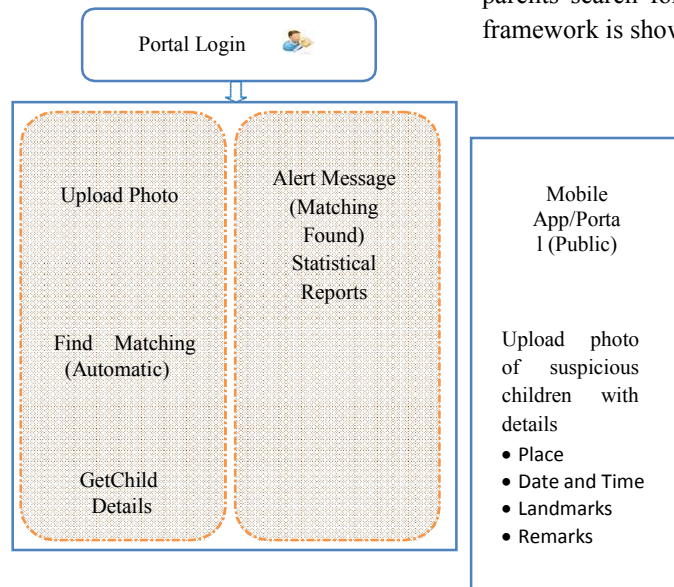 parents search for
framework is show
Portal Login
Upload Photo
Find Matching
(Automatic)
GetChild
Details
Alert Message
(Matching
Found)
Statistical
Reports
Mobile
App/Porta
l (Public)
Upload photo
of suspicious
children with
details
• Place
• Date and Time
• Landmarks
• Remarks